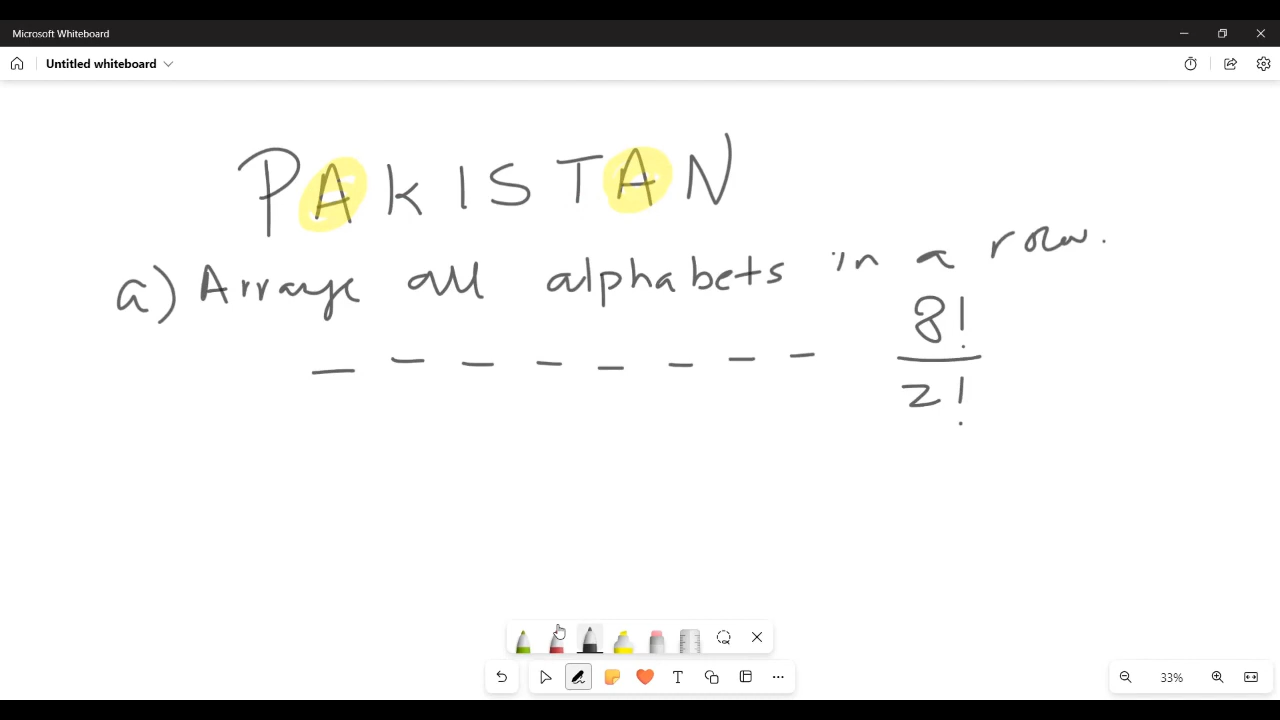 Microsoft Whiteboard
Untitled whiteboard
PAKISTAN
a) Arrange all alphabets in a row.
8!
2!
T
33%